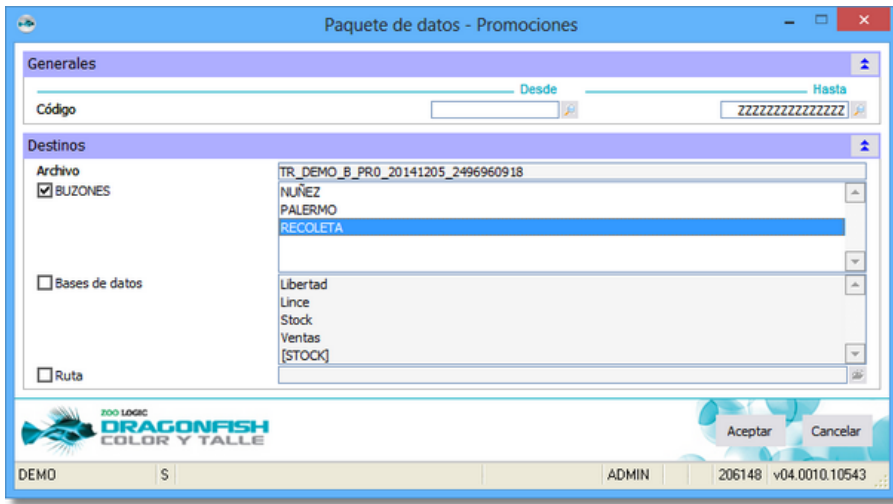 Paquete de datos - Promociones
Generales
Desde Hasta
Código ZZZZZZZZZZZZZZZ
Destinos
Archivo TR_DEMO_B_PR0_20141205_2496960918
BUZONES NUÑEZ
PALERMO
RECOLETA
Bases de datos Libertad
Lince
Stock
Ventas
[STOCK]
Ruta
ZOO LOGIC
DRAGONFISH
COLOR Y TALLE
Aceptar Cancelar
DEMO S ADMIN 206148 v04.0010.10543